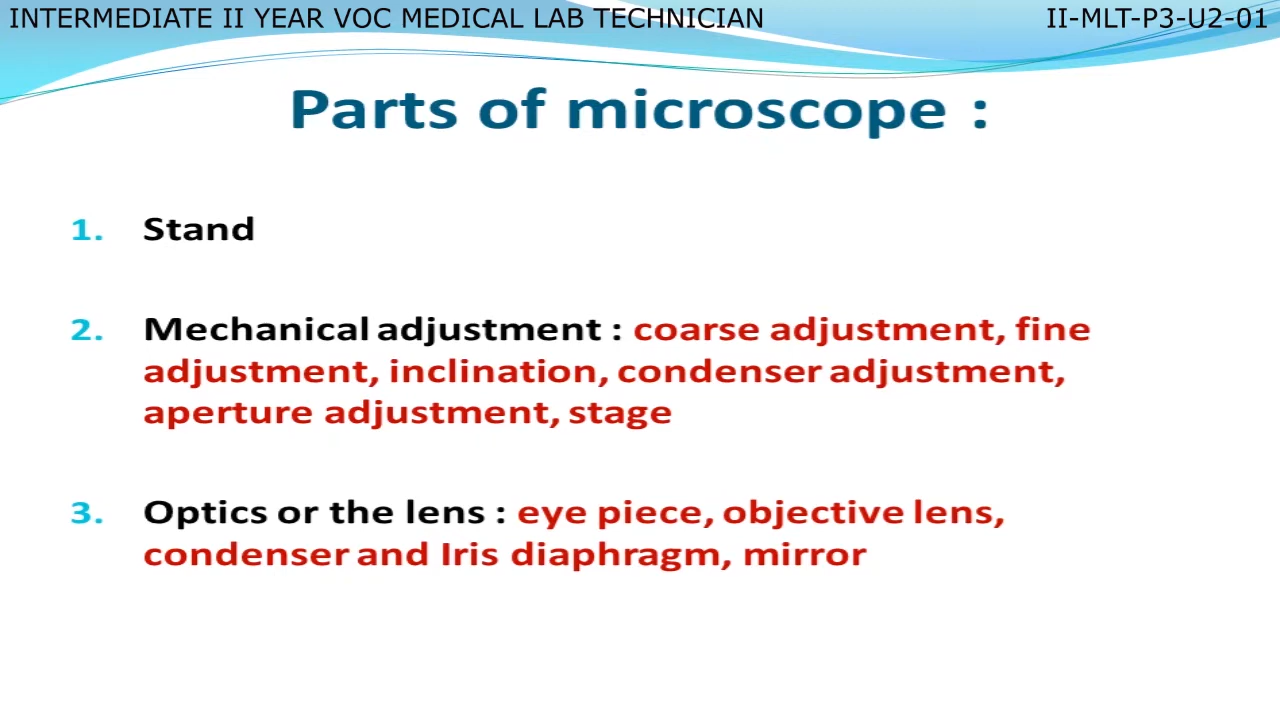 INTERMEDIATE II YEAR VOC MEDICAL LAB TECHNICIAN
II-MLT-P3-U2-01
Parts of microscope :
1. Stand
2. Mechanical adjustment : coarse adjustment, fine
adjustment, inclination, condenser adjustment,
aperture adjustment, stage
3. Optics or the lens : eye piece, objective lens,
condenser and Iris diaphragm, mirror